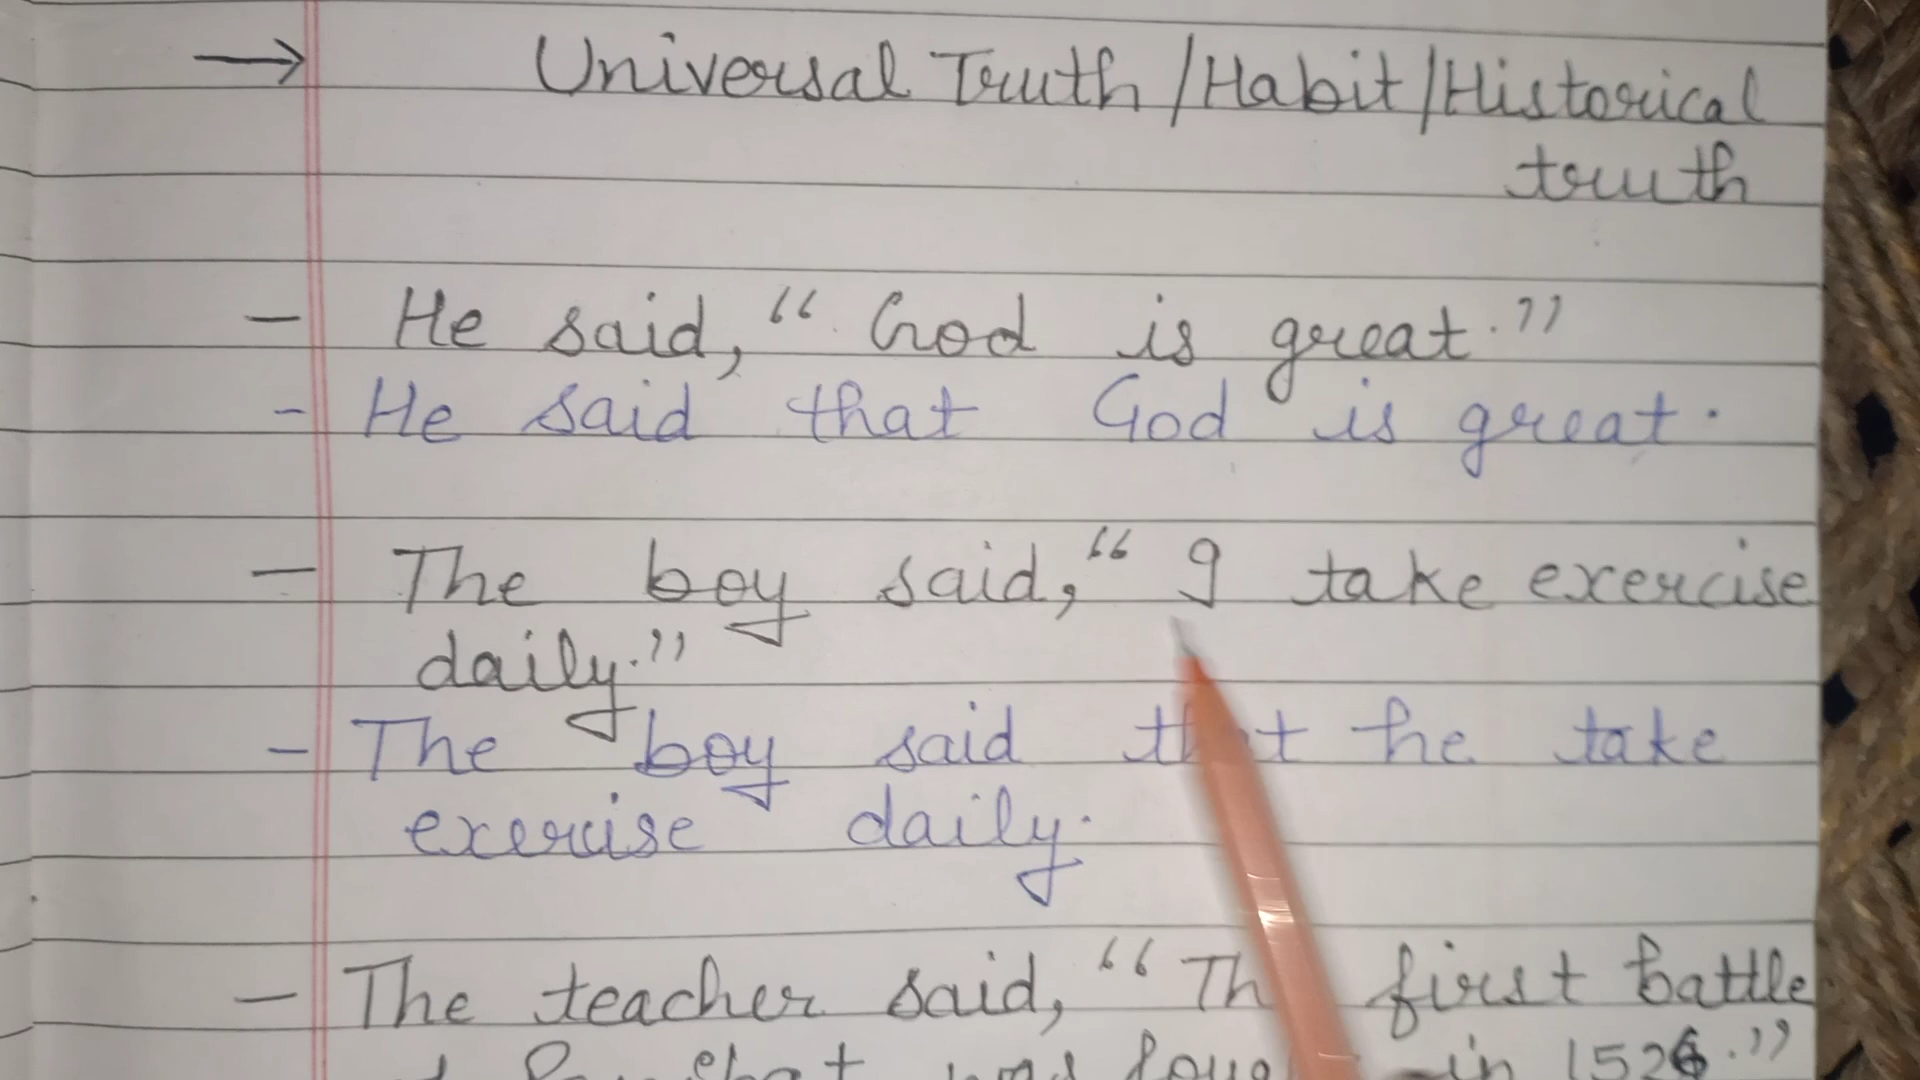 → Universal Truth/Habit/Historical
truth
- He said, “God is great.”
- He said that God is great.
- The boy said, “I take exercise
daily.”
- The boy said that he take
exercise daily.
- The teacher said, “The first battle
was in 1526.”